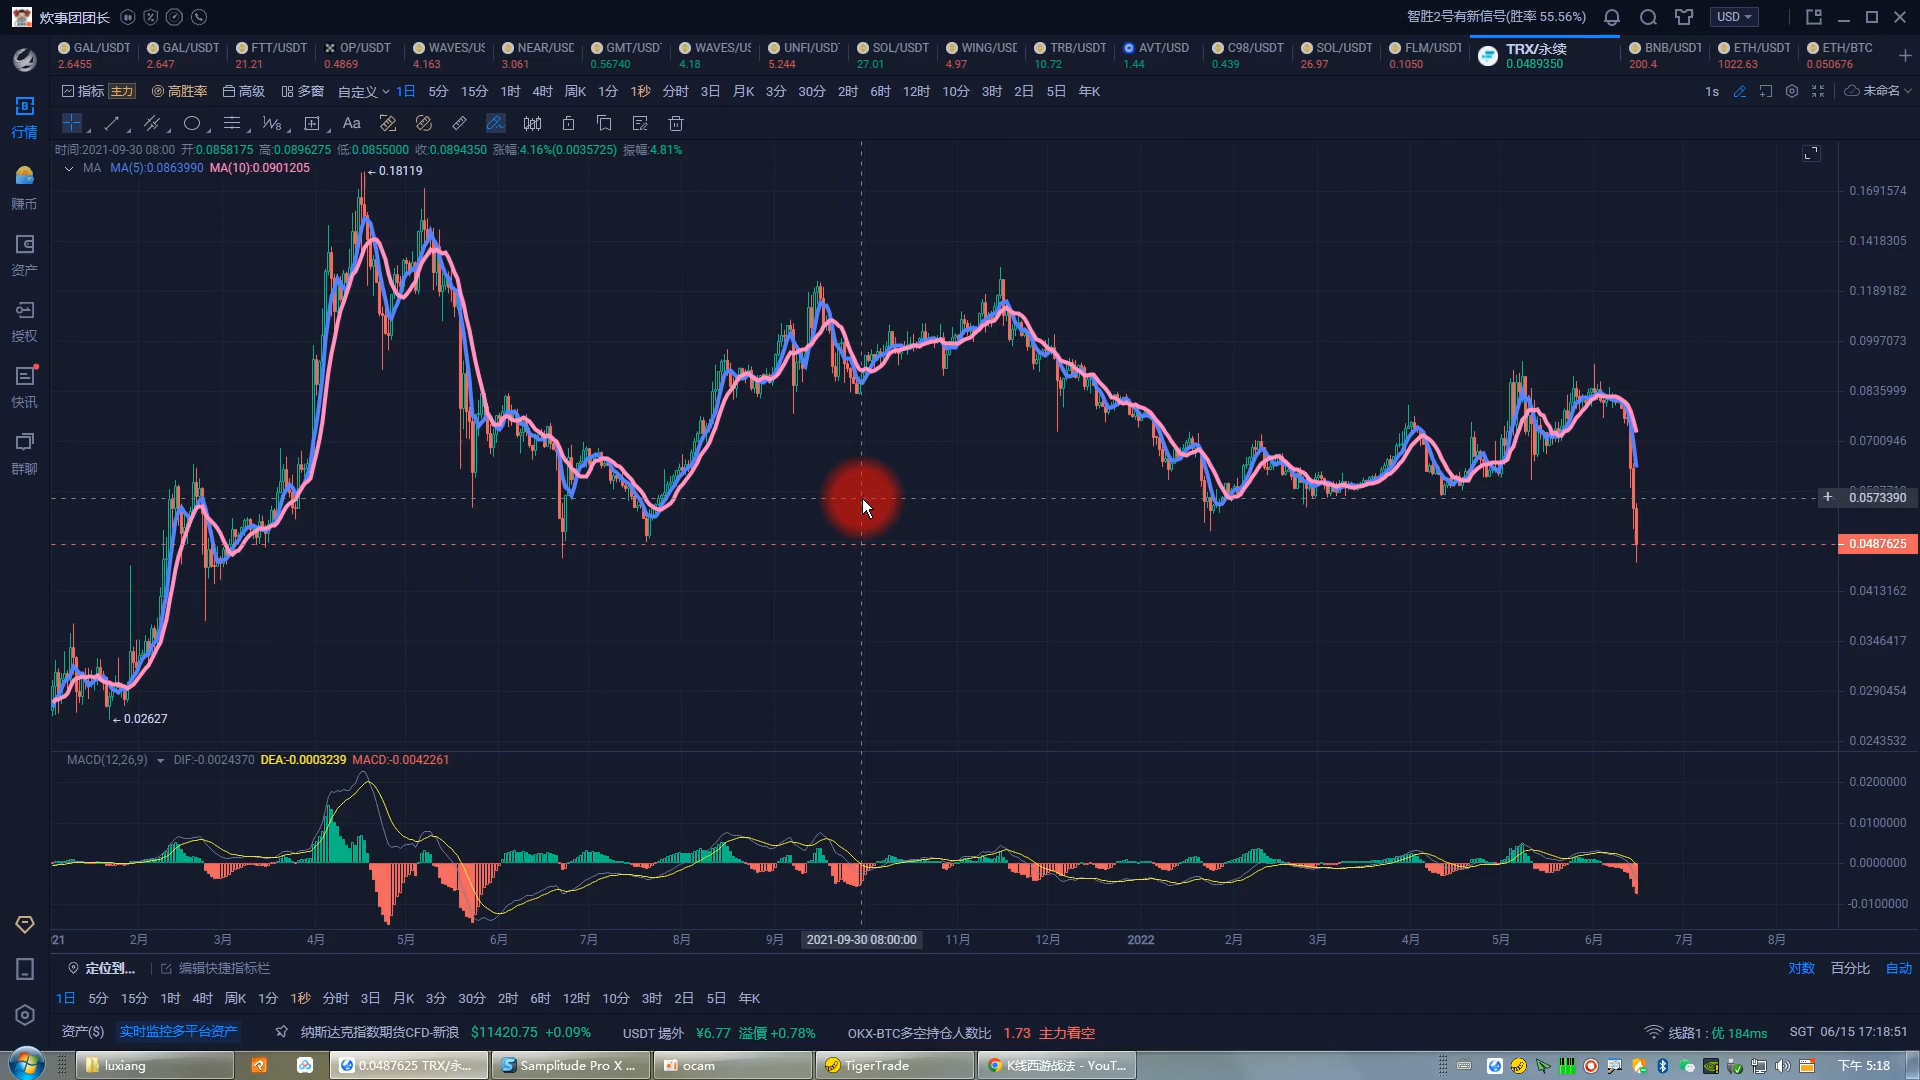 炊事团团长
智胜2号有新信号(胜率 55.56%)
USD
GAL/USDT 2.6455
GAL/USDT 2.647
FTT/USDT 21.21
OP/USDT 0.4869
WAVES/US 4.163
NEAR/USD 3.061
GMT/USD 0.56740
WAVES/US 4.18
UNFI/USD 5.244
SOL/USDT 27.01
WING/USD 4.97
TRB/USDT 10.72
AVT/USD 1.44
C98/USDT 0.439
SOL/USDT 26.97
FLM/USDT 0.1050
TRX/永续 0.0489350
BNB/USDT 200.4
ETH/USDT 1022.63
ETH/BTC 0.050676
指标 主力 高胜率 高级 多窗 自定义 1日 5分 15分 1时 4时 周K 1分 1秒 分时 3日 月K 3分 30分 2时 6时 12时 10分 3时 2日 5日 年K
1s 未命名
Aa
时间:2021-09-30 08:00 开:0.0858175 高:0.0896275 低:0.0855000 收:0.0894350 涨幅:4.16%(0.0035725) 振幅:4.81%
MA MA(5):0.0863990 MA(10):0.0901205
行情
赚币
资产
授权
快讯
群聊
0.18119
0.02627
0.1691574
0.1418305
0.1189182
0.0997073
0.0835999
0.0700946
0.0573390
0.0487625
0.0413162
0.0346417
0.0290454
0.0243532
MACD(12,26,9) DIF:-0.0024370 DEA:-0.0003239 MACD:-0.0042261
0.0200000
0.0100000
0.0000000
-0.0100000
2月 3月 4月 5月 6月 7月 8月 9月 2021-09-30 08:00:00 11月 12月 2022 2月 3月 4月 5月 6月 7月 8月
定位到... 编辑快捷指标栏
对数 百分比 自动
1日 5分 15分 1时 4时 周K 1分 1秒 分时 3日 月K 3分 30分 2时 6时 12时 10分 3时 2日 5日 年K
资产($) 实时监控多平台资产 纳斯达克指数期货CFD-新浪 $11420.75 +0.09% USDT 場外 ¥6.77 溢價 +0.78% OKX-BTC多空持仓人数比 1.73 主力看空
线路1 : 优 184ms SGT 06/15 17:18:51
luxiang
0.0487625 TRX/永...
Samplitude Pro X ...
ocam
TigerTrade
K线西游战法 - YouT...
下午 5:18